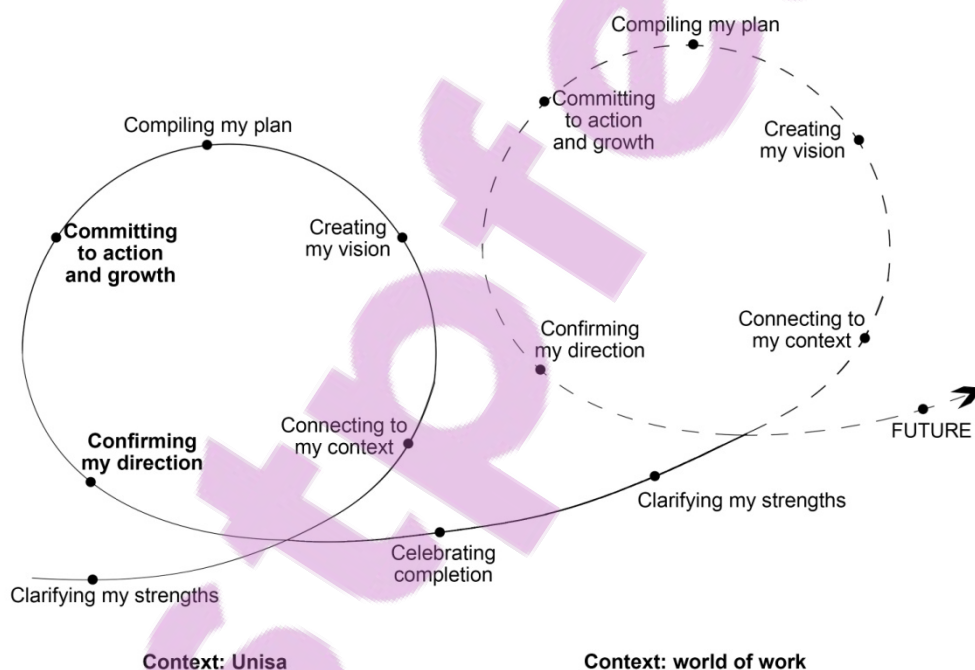 Compiling my plan
Committing
to action
and growth
Creating
my vision
Compiling my plan
Committing
to action
and growth
Creating
my vision
Confirming
my direction
Connecting to
my context
FUTURE
Confirming
my direction
Connecting to
my context
Clarifying my strengths
Celebrating
completion
Clarifying my strengths
Context: Unisa
Context: world of work